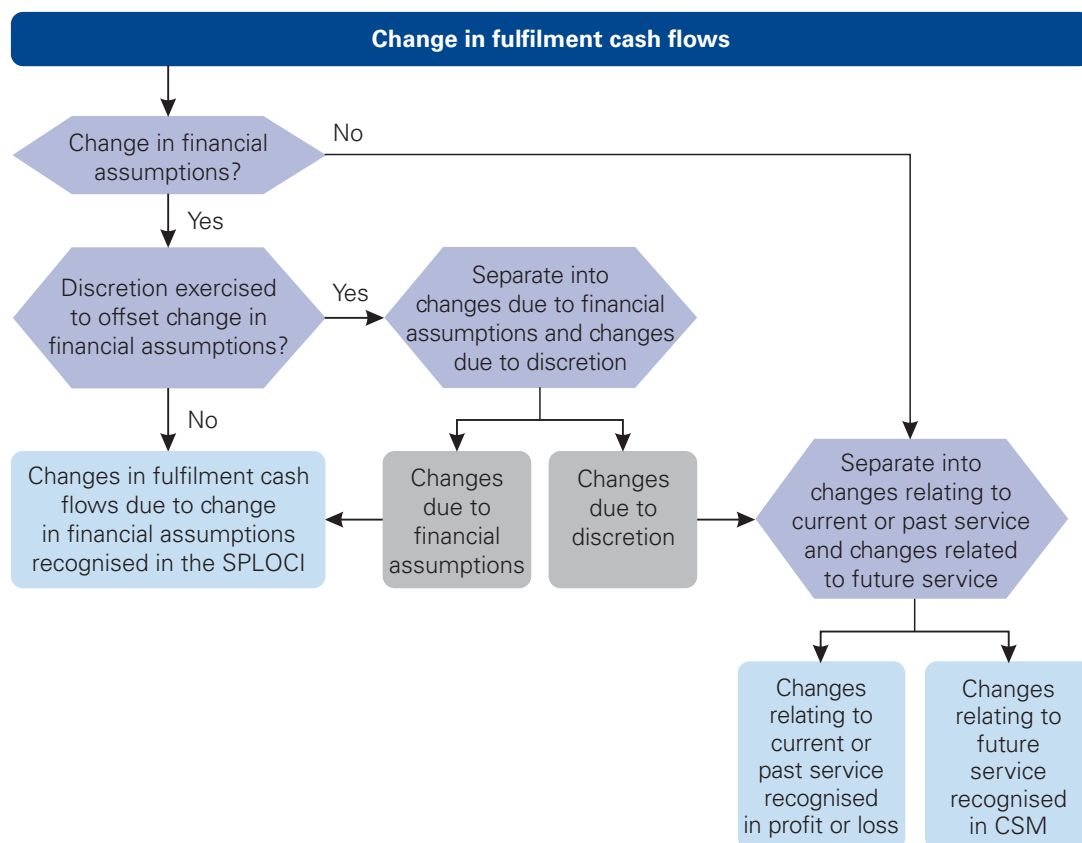 Change in fulfilment cash flows
Change in financial
assumptions?
No
Yes
Discretion exercised
to offset change in
financial assumptions?
Yes
Separate into
changes due to financial
assumptions and changes
due to discretion
No
Changes in fulfilment cash
flows due to change
in financial assumptions
recognised in the SPLOCI
Changes
due to
financial
assumptions
Changes
due to
discretion
Separate into
changes relating to
current or past service
and changes related
to future service
Changes
relating to
current or
past service
recognised
in profit or loss
Changes
relating to
future
service
recognised
in CSM